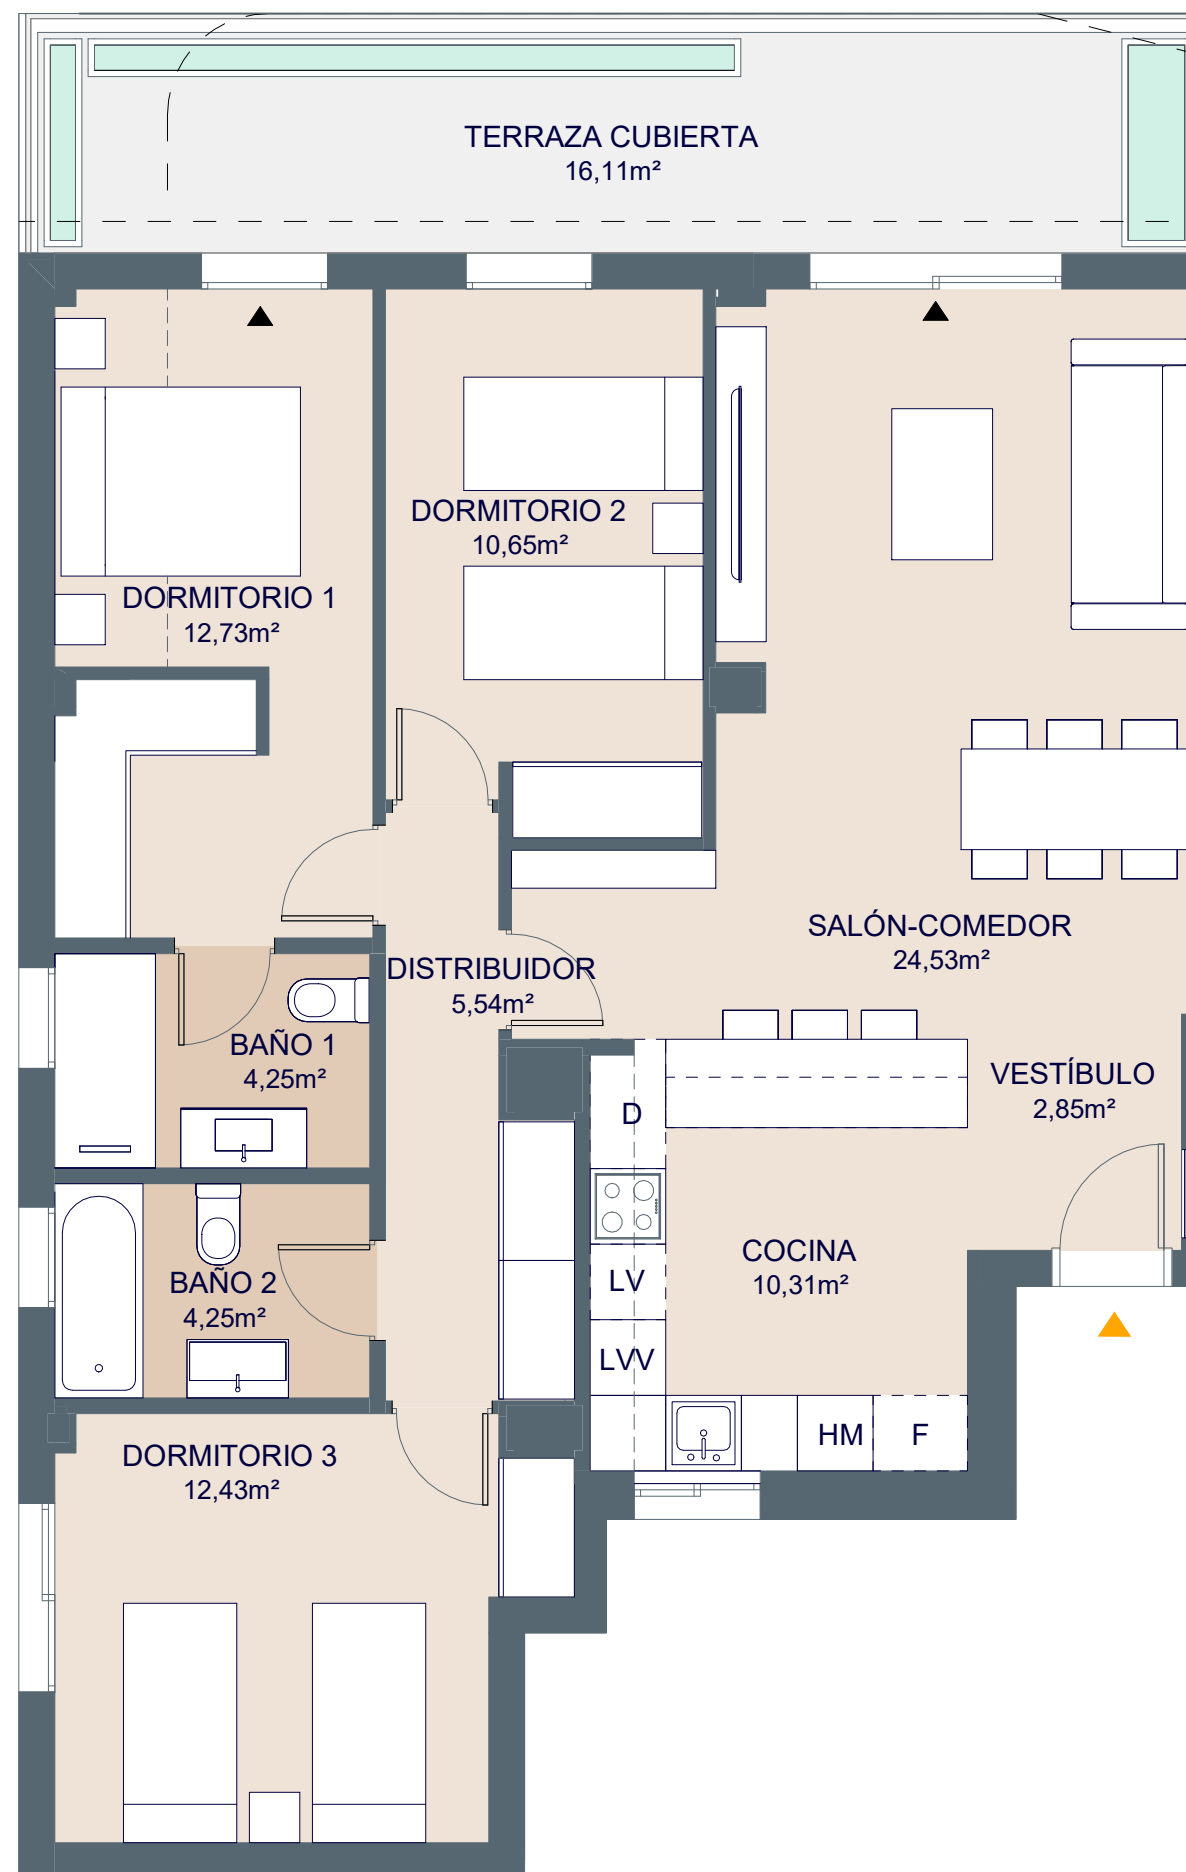 TERRAZA CUBIERTA
16,11m²
DORMITORIO 2
10,65m²
DORMITORIO 1
12,73m²
SALÓN-COMEDOR
24,53m²
DISTRIBUIDOR
5,54m²
BAÑO 1
4,25m²
VESTÍBULO
2,85m²
D
COCINA
10,31m²
LV
BAÑO 2
4,25m²
LVV
HM
F
DORMITORIO 3
12,43m²